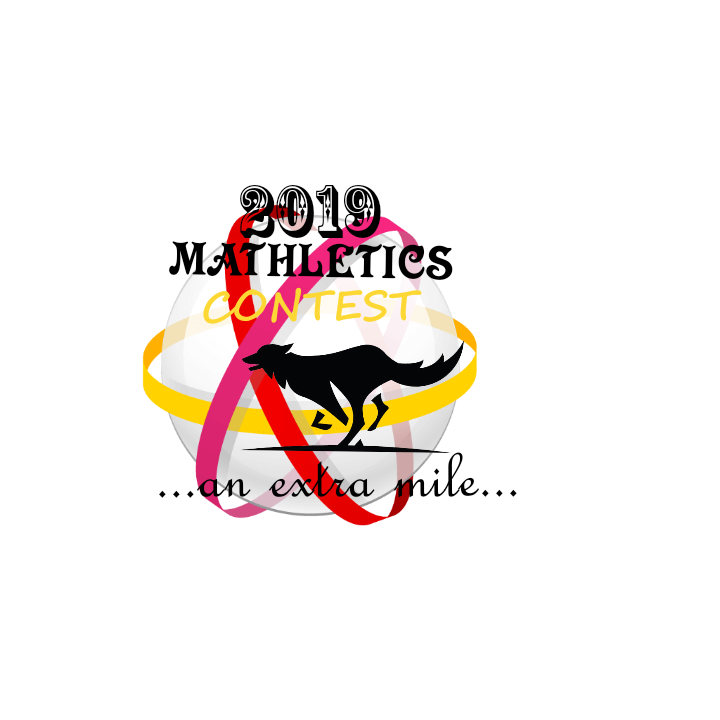 2019
MATHLETICS
CONTEST
...an extra mile...